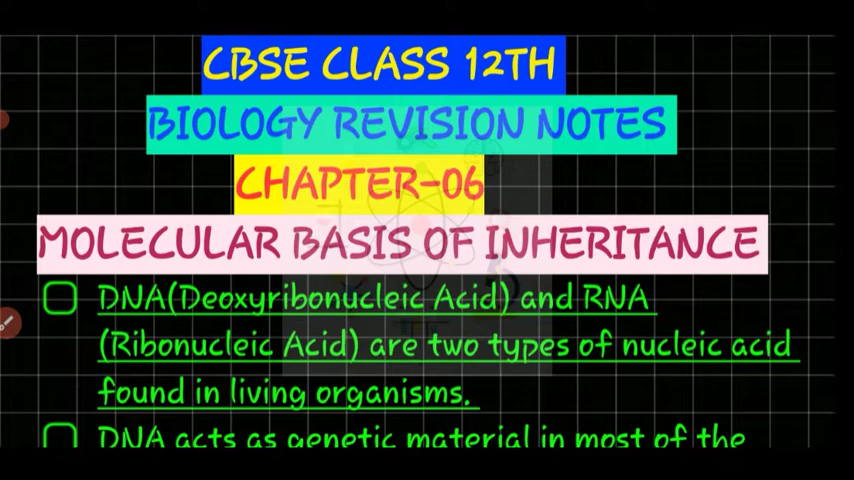 CBSE CLASS 12TH
BIOLOGY REVISION NOTES
CHAPTER-06
MOLECULAR BASIS OF INHERITANCE
DNA(Deoxyribonucleic Acid) and RNA
(Ribonucleic Acid) are two types of nucleic acid
found in living organisms.
DNA acts as genetic material in most of the